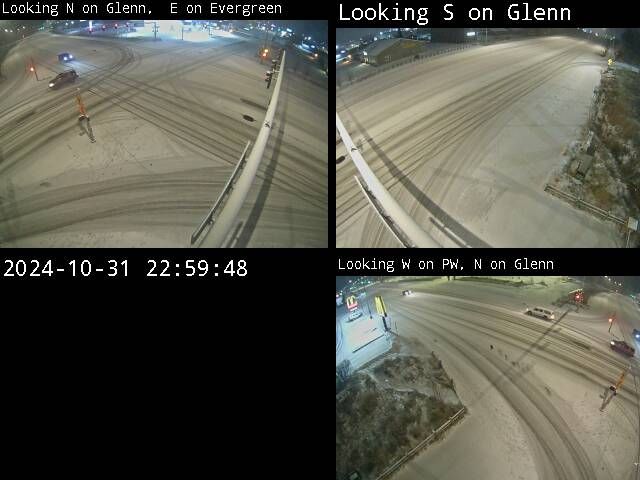 Looking N on Glenn,  E on Evergreen
Looking S on Glenn
2024-10-31 22:59:48
Looking W on PW, N on Glenn